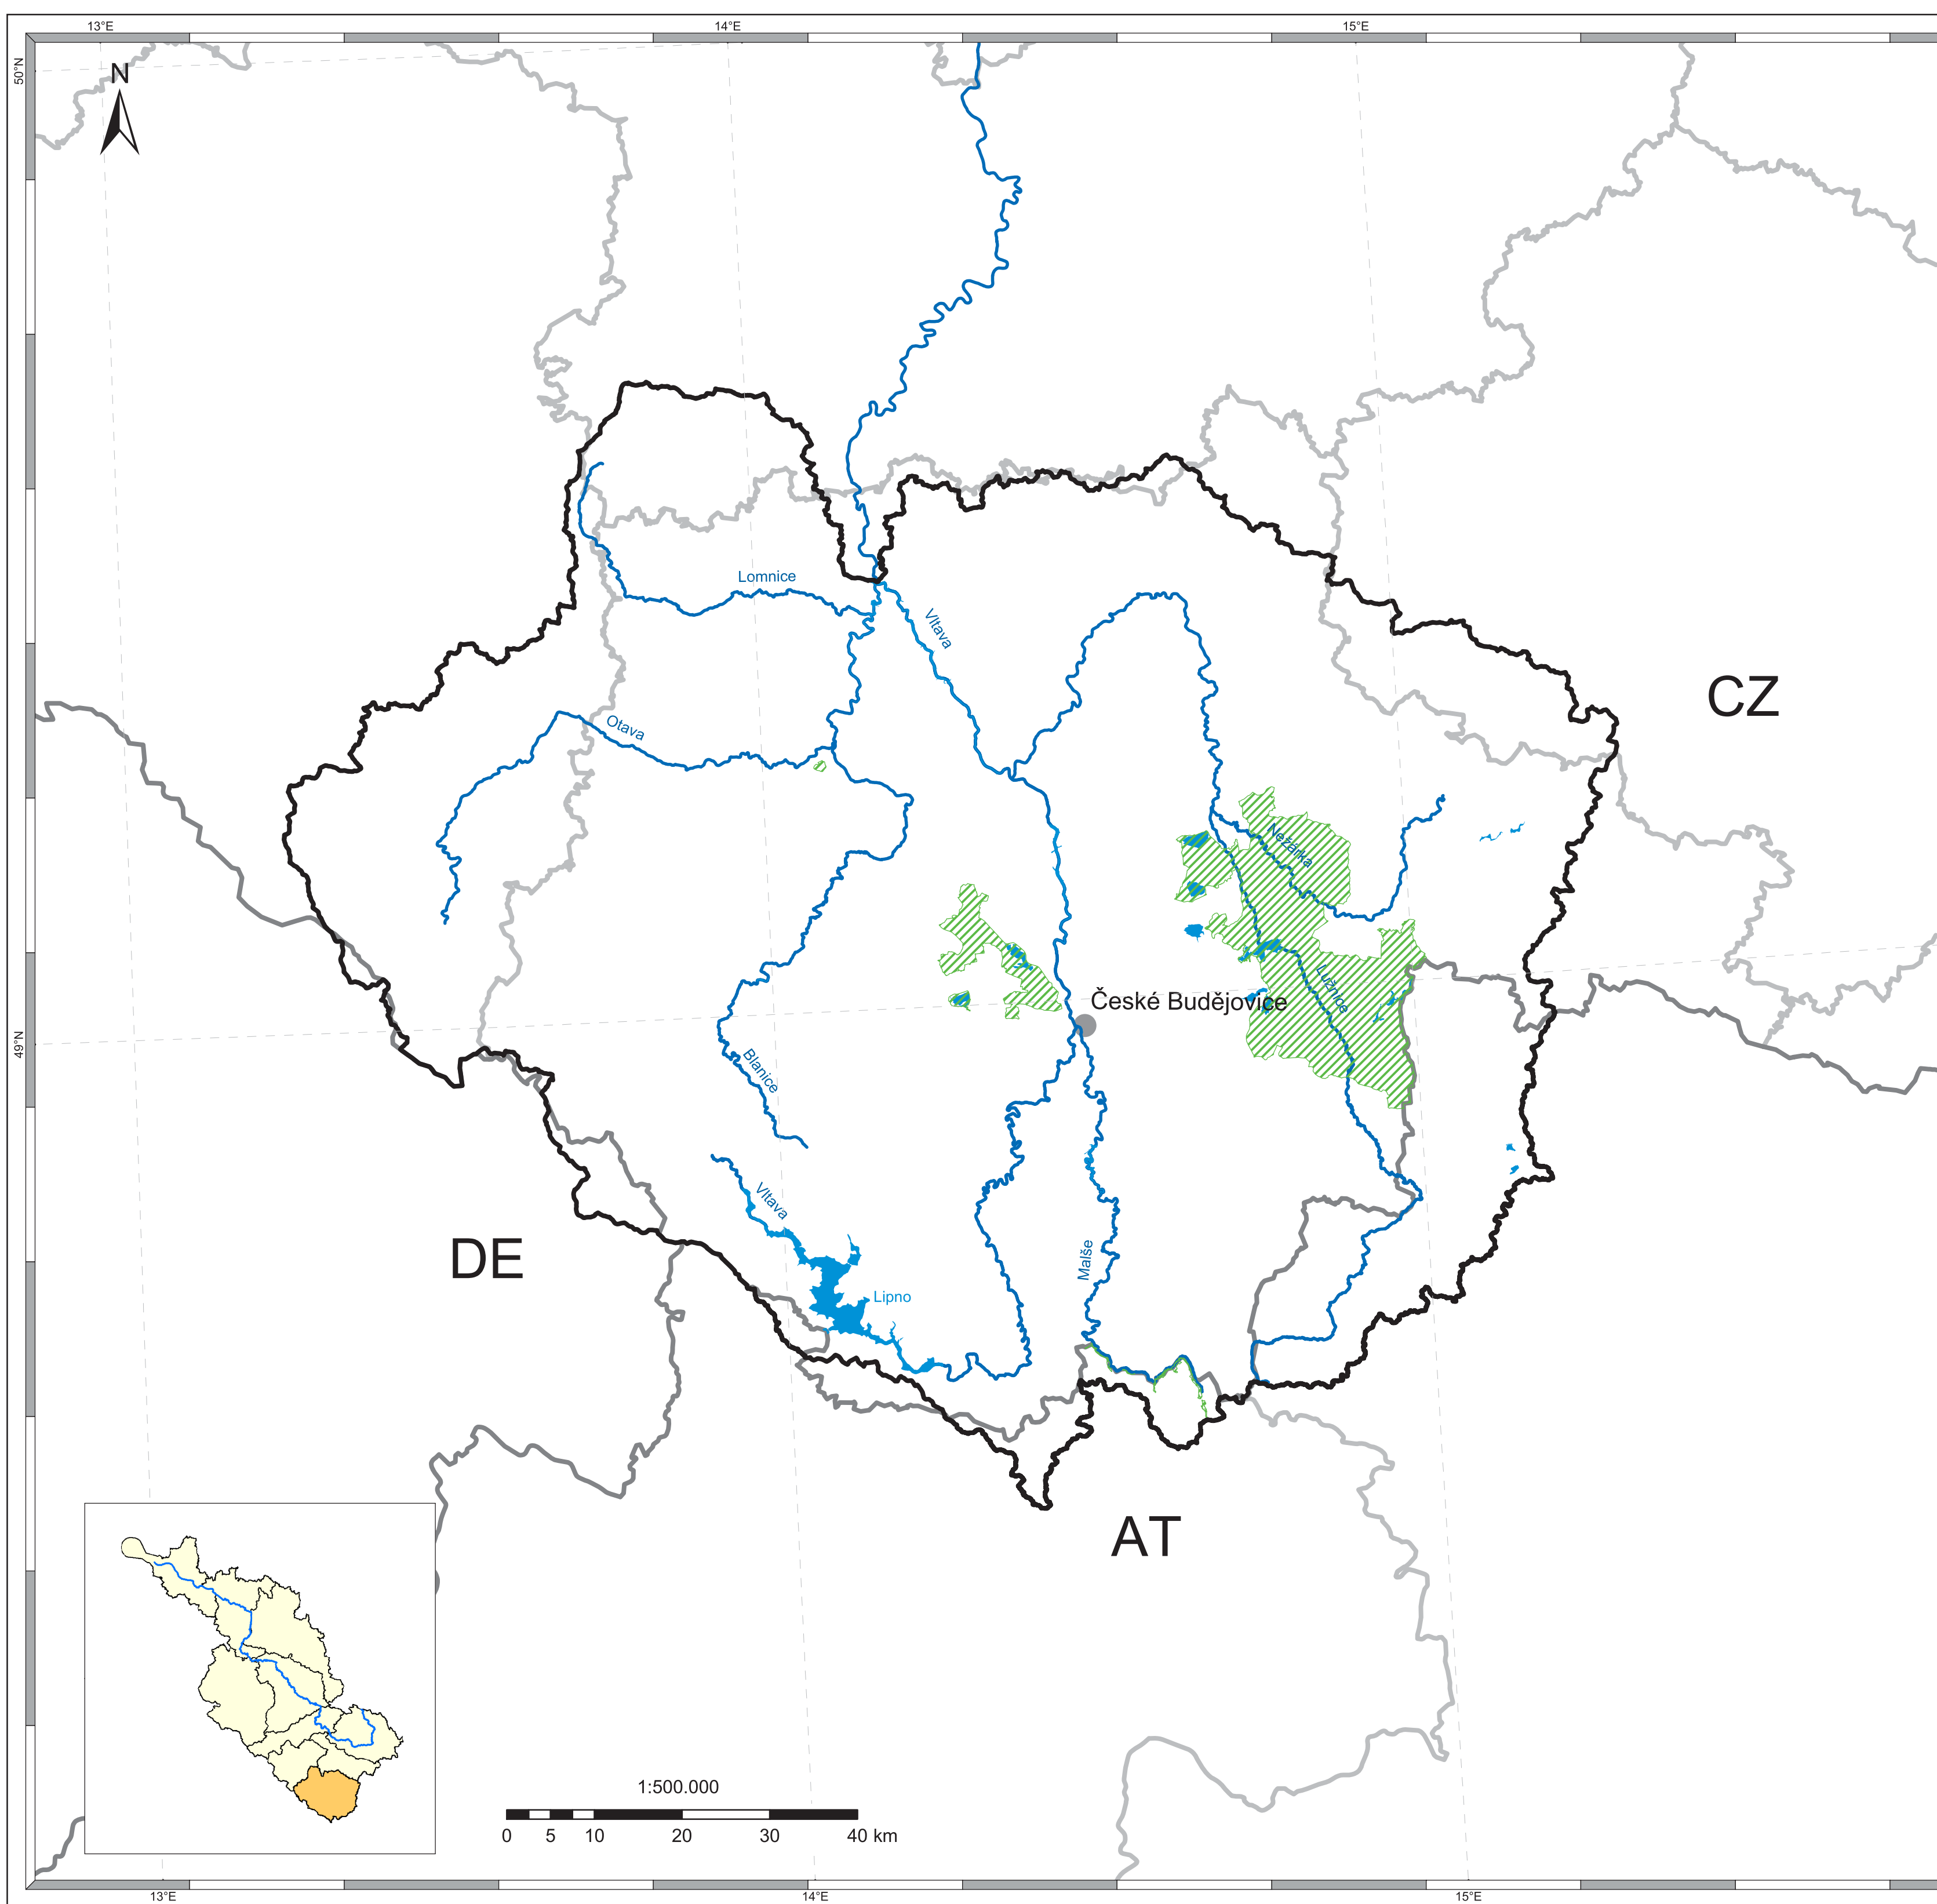 13°E
14°E
15°E
50°N
N
Lomnice
Vltava
CZ
Otava
Nežárka
Lužnice
České Budějovice
49°N
Blanice
Vltava
Malše
DE
Lipno
AT
1:500.000
0 5 10 20 30 40 km
13°E
14°E
15°E